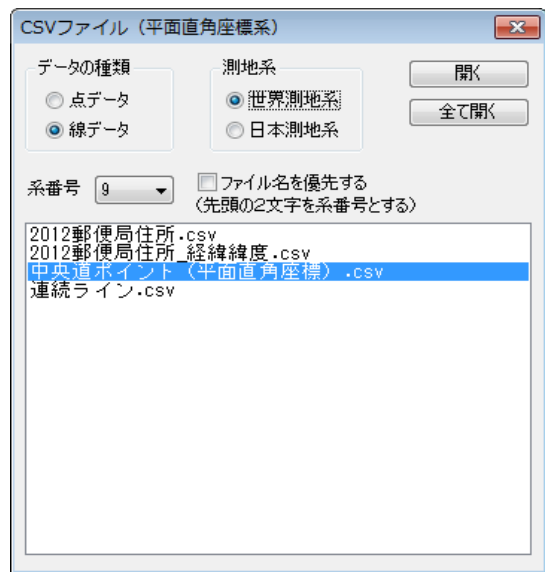 CSVファイル（平面直角座標系）
データの種類
測地系
開く
点データ
世界測地系
全て開く
線データ
日本測地系
系番号
9
ファイル名を優先する
（先頭の2文字を系番号とする）
2012郵便局住所.csv
2012郵便局住所_経緯緯度.csv
中央道ポイント（平面直角座標）.csv
連続ライン.csv